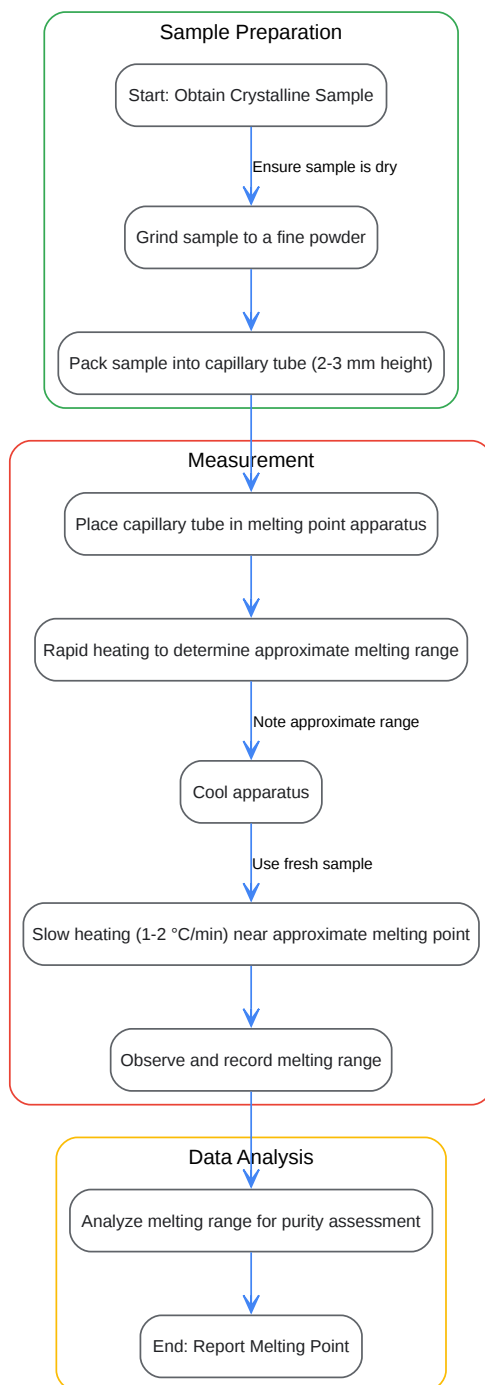 Sample Preparation
Start: Obtain Crystalline Sample
Ensure sample is dry
Grind sample to a fine powder
Pack sample into capillary tube (2-3 mm height)
Measurement
Place capillary tube in melting point apparatus
Rapid heating to determine approximate melting range
Note approximate range
Cool apparatus
Use fresh sample
Slow heating (1-2 °C/min) near approximate melting point
Observe and record melting range
Data Analysis
Analyze melting range for purity assessment
End: Report Melting Point